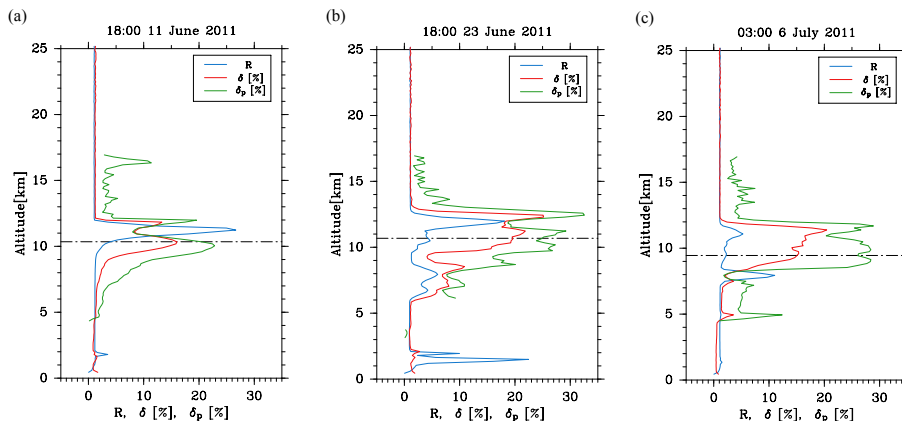 (a)
18:00 11 June 2011
R
δ [%]
δp [%]
25
20
15
10
5
0
Altitude[km]
0 10 20 30
R, δ [%], δp [%]
(b)
18:00 23 June 2011
R
δ [%]
δp [%]
25
20
15
10
5
0
Altitude[km]
0 10 20 30
R, δ [%], δp [%]
(c)
03:00 6 July 2011
R
δ [%]
δp [%]
25
20
15
10
5
0
Altitude[km]
0 10 20 30
R, δ [%], δp [%]